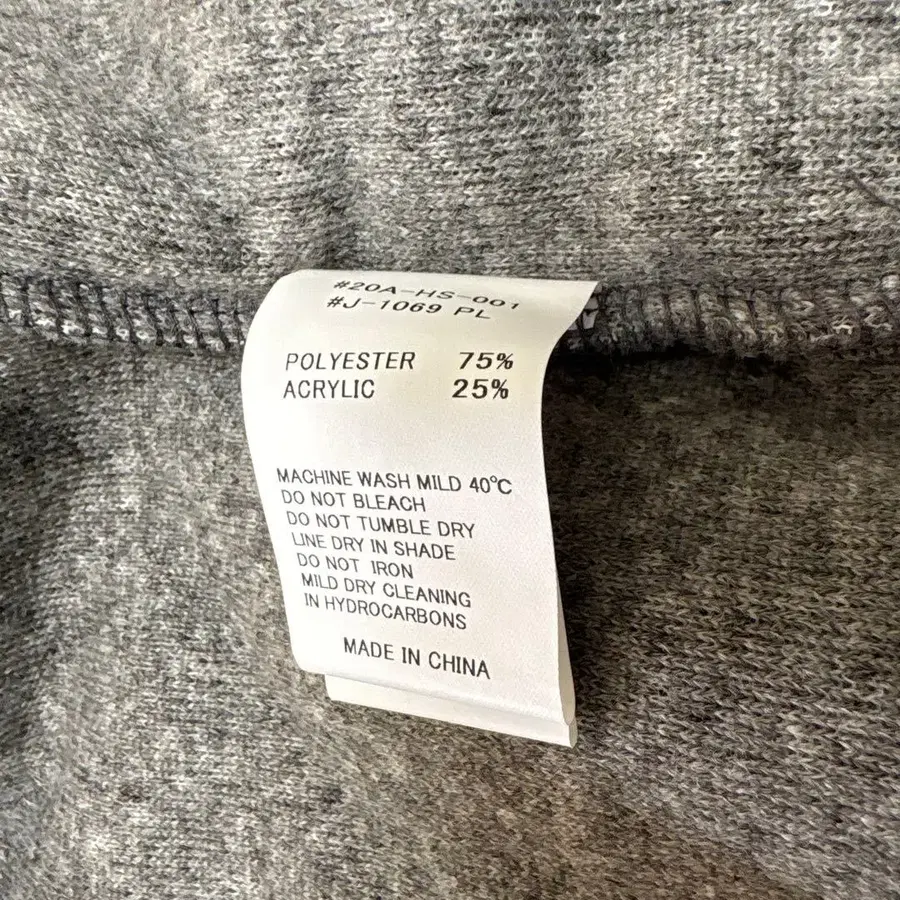 #20A-HS-001
#J-1069 PL
POLYESTER 75%
ACRYLIC 25%
MACHINE WASH MILD 40℃
DO NOT BLEACH
DO NOT TUMBLE DRY
LINE DRY IN SHADE
DO NOT IRON
MILD DRY CLEANING
IN HYDROCARBONS
MADE IN CHINA